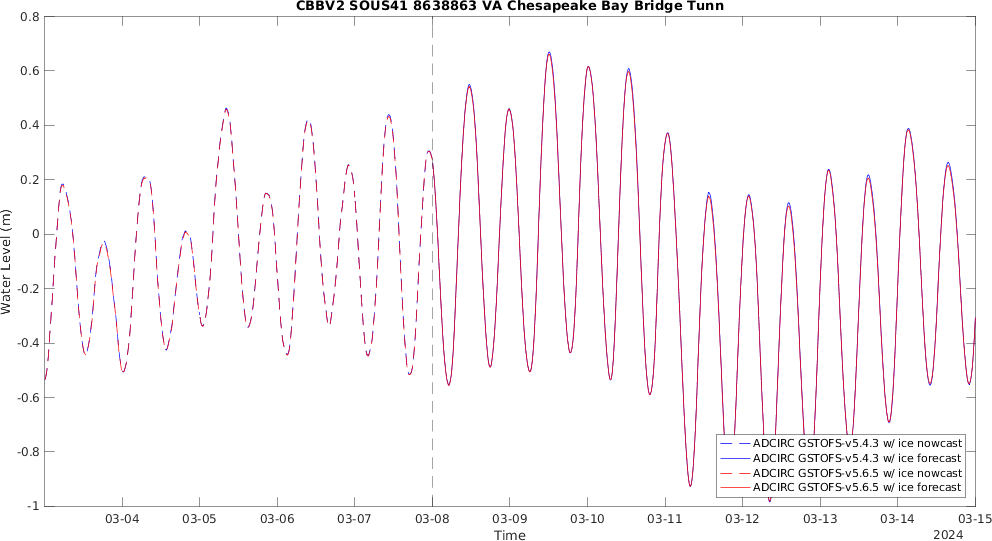 CBBV2 SOUS41 8638863 VA Chesapeake Bay Bridge Tunn
0.8
0.6
0.4
0.2
0
-0.2
-0.4
-0.6
-0.8
-1
Water Level (m)
ADCIRC GSTOFS-v5.4.3 w/ ice nowcast
ADCIRC GSTOFS-v5.4.3 w/ ice forecast
ADCIRC GSTOFS-v5.6.5 w/ ice nowcast
ADCIRC GSTOFS-v5.6.5 w/ ice forecast
03-04 03-05 03-06 03-07 03-08 03-09 03-10 03-11 03-12 03-13 03-14 03-15
Time
2024